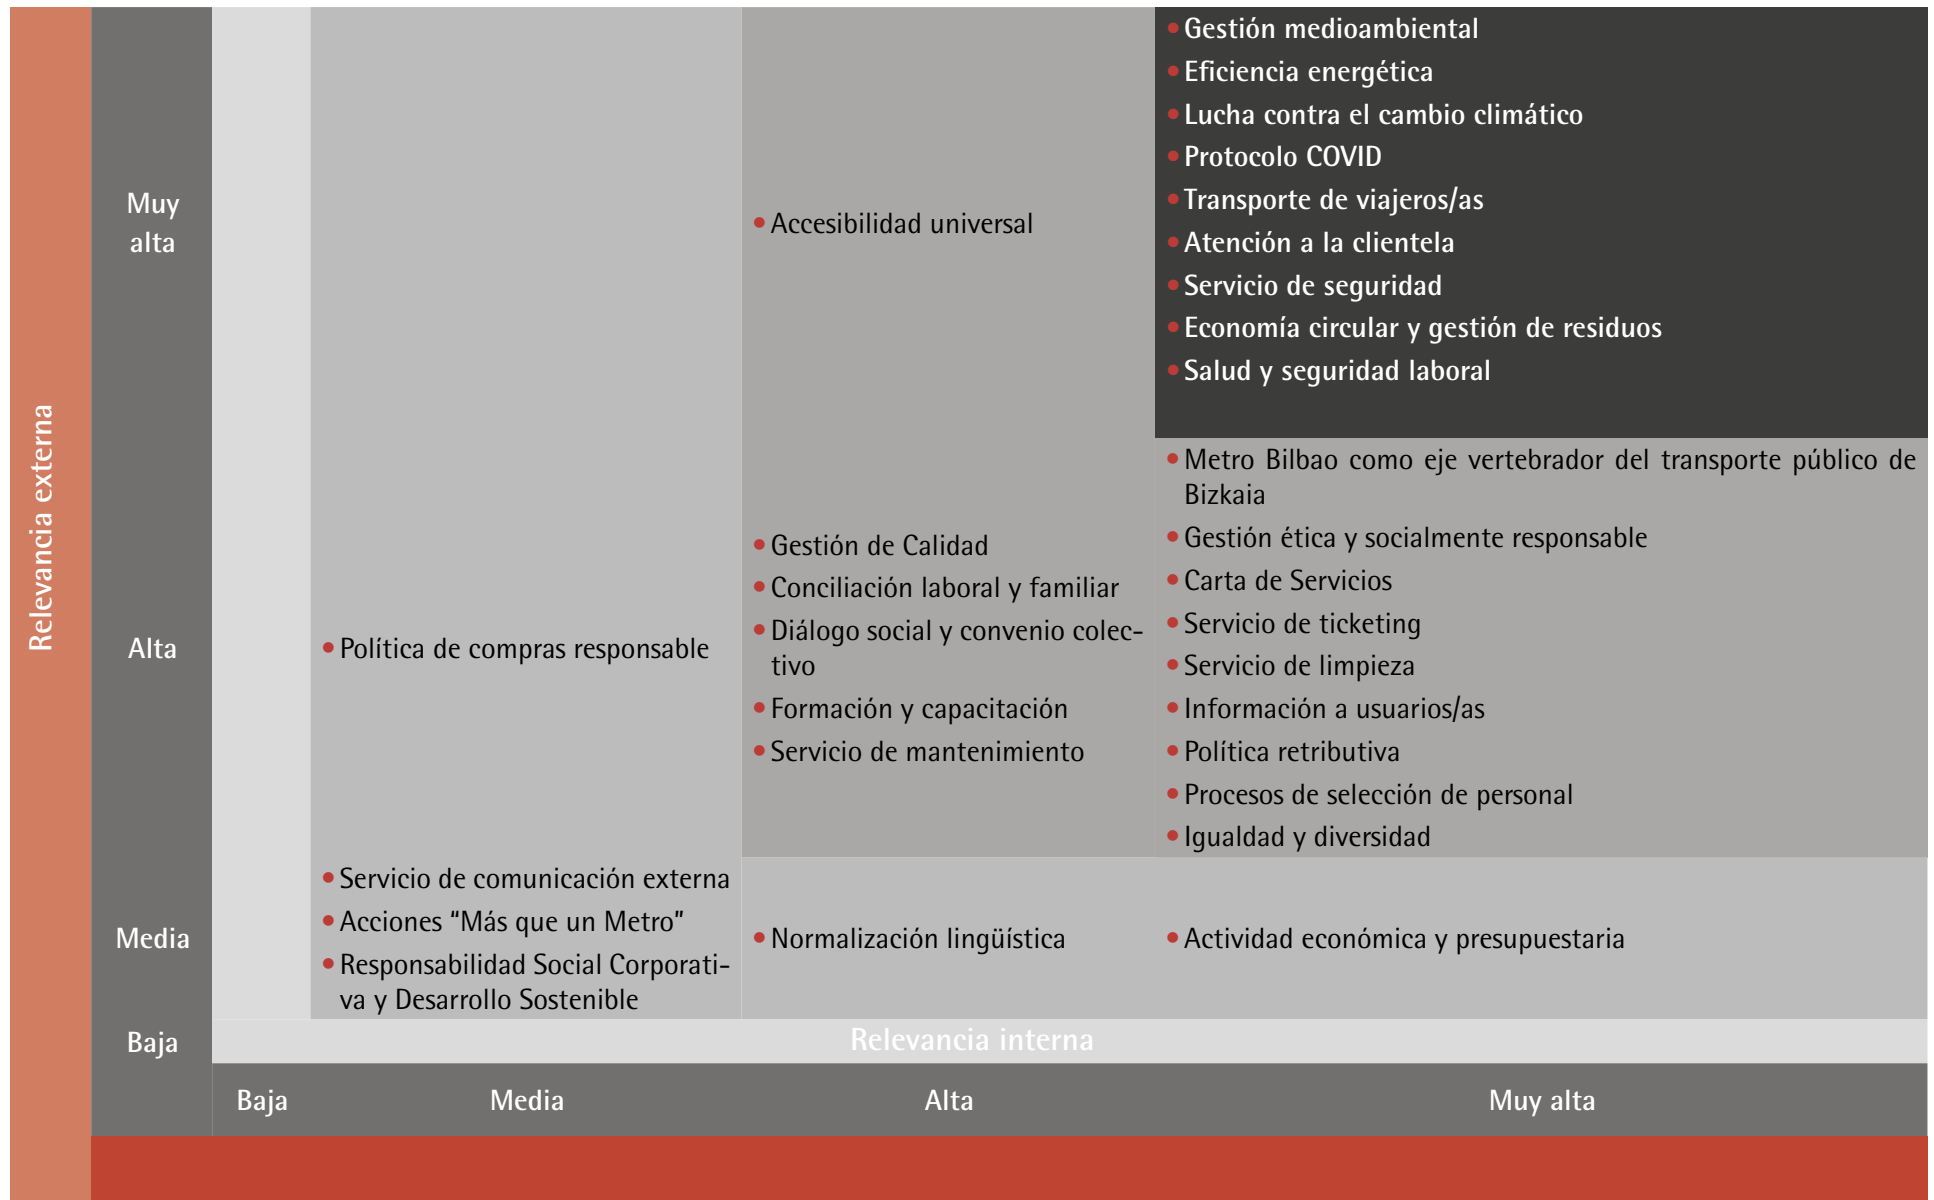 Relevancia externa
Muy
alta
• Accesibilidad universal
• Gestión medioambiental
• Eficiencia energética
• Lucha contra el cambio climático
• Protocolo COVID
• Transporte de viajeros/as
• Atención a la clientela
• Servicio de seguridad
• Economía circular y gestión de residuos
• Salud y seguridad laboral
Alta
• Política de compras responsable
• Gestión de Calidad
• Conciliación laboral y familiar
• Diálogo social y convenio colec-
tivo
• Formación y capacitación
• Servicio de mantenimiento
• Metro Bilbao como eje vertebrador del transporte público de
Bizkaia
• Gestión ética y socialmente responsable
• Carta de Servicios
• Servicio de ticketing
• Servicio de limpieza
• Información a usuarios/as
• Política retributiva
• Procesos de selección de personal
• Igualdad y diversidad
Media
• Servicio de comunicación externa
• Acciones “Más que un Metro”
• Responsabilidad Social Corporati-
va y Desarrollo Sostenible
• Normalización lingüística
• Actividad económica y presupuestaria
Baja
Relevancia interna
Baja
Media
Alta
Muy alta